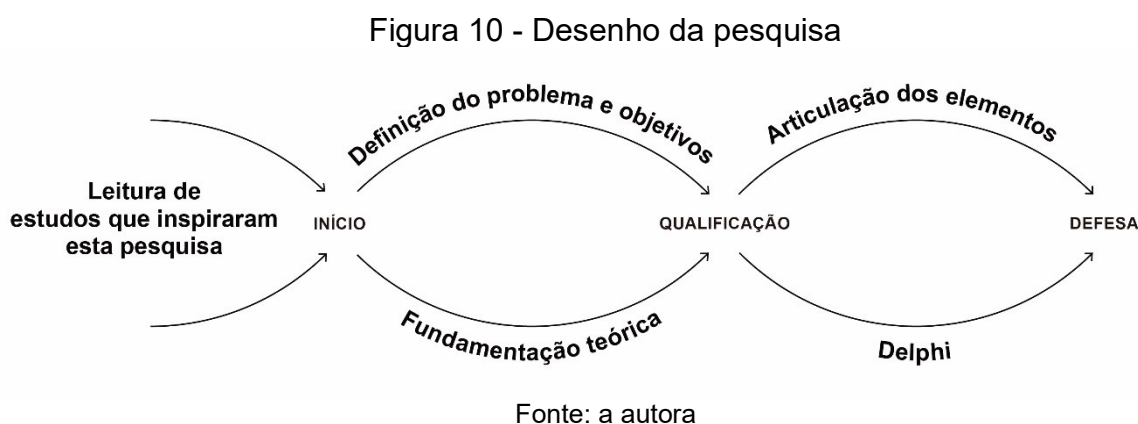 Figura 10 - Desenho da pesquisa
Definição do problema e objetivos
Articulação dos elementos
Leitura de
estudos que inspiraram
esta pesquisa
INÍCIO
QUALIFICAÇÃO
DEFESA
Fundamentação teórica
Delphi
Fonte: a autora